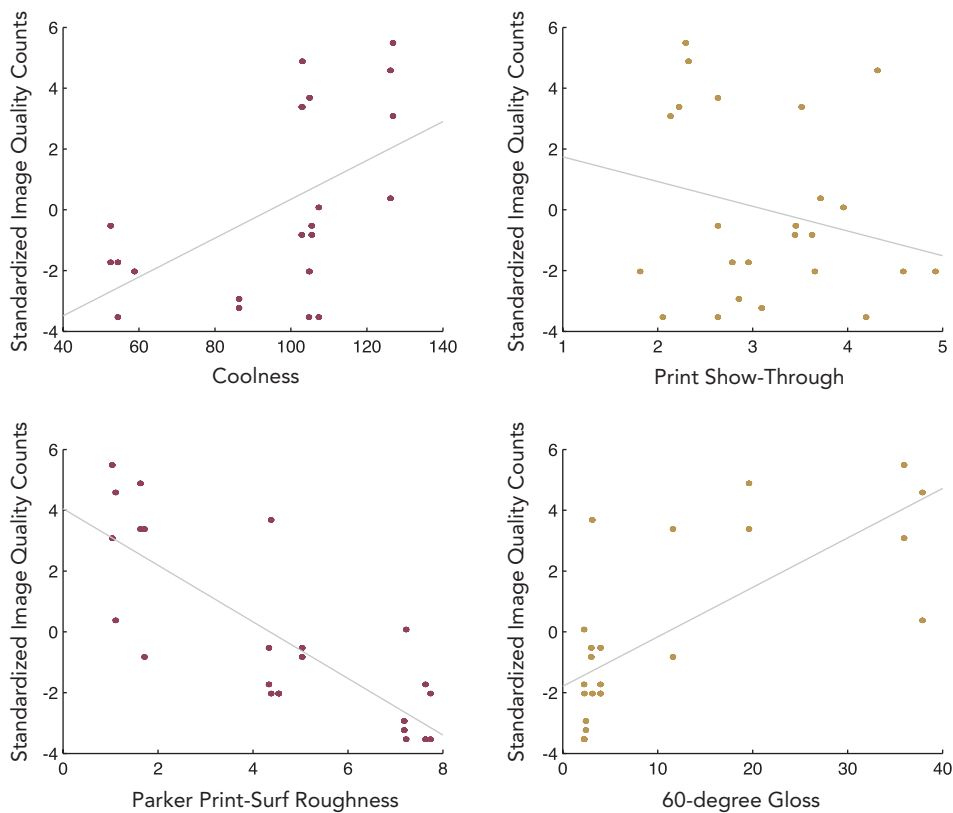 Standardized Image Quality Counts
6
4
2
0
-2
-4
40 60 80 100 120 140
Coolness
Standardized Image Quality Counts
6
4
2
0
-2
-4
1 2 3 4 5
Print Show-Through
Standardized Image Quality Counts
6
4
2
0
-2
-4
0 2 4 6 8
Parker Print-Surf Roughness
Standardized Image Quality Counts
6
4
2
0
-2
-4
0 10 20 30 40
60-degree Gloss